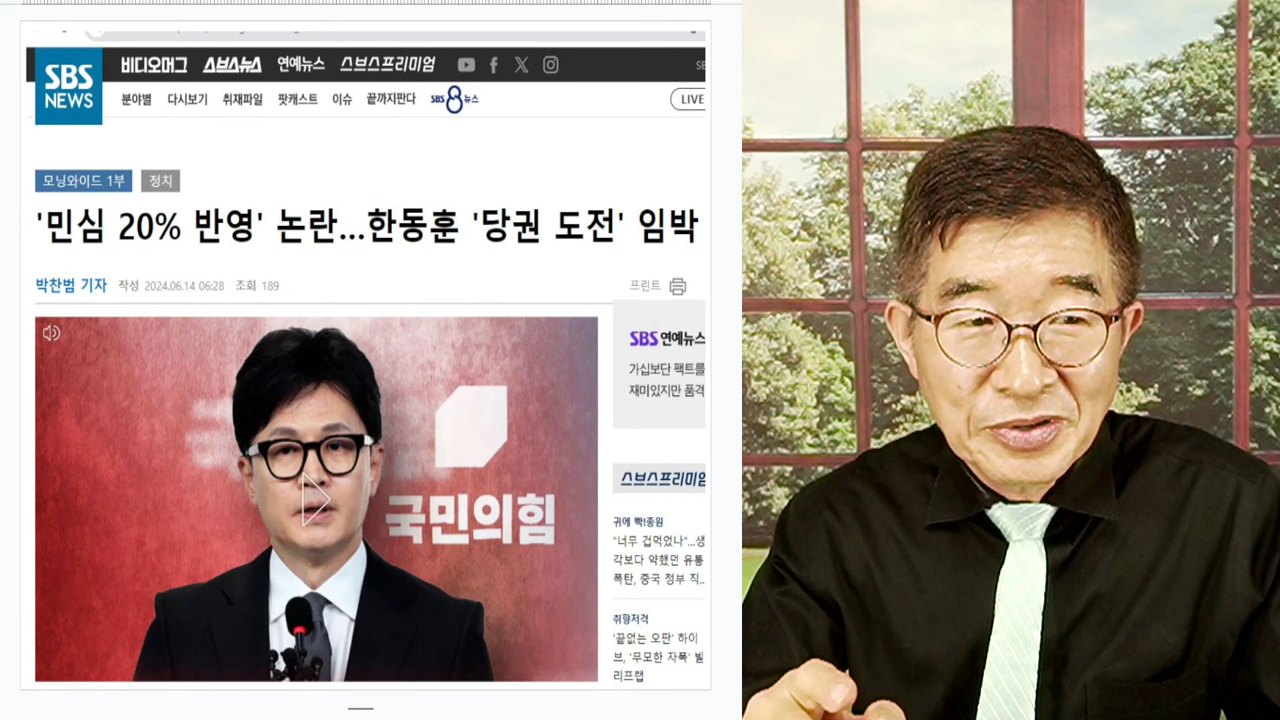 SBS
NEWS
비디오머그 스브스뉴스 연예뉴스 스브스프리미엄
분야별 다시보기 취재파일 팟캐스트 이슈 끝까지판다 SBS 8 뉴스
LIVE
모닝와이드 1부 정치
'민심 20% 반영' 논란...한동훈 '당권 도전' 임박
박찬범 기자 작성 2024.06.14 06:28 조회 189
프린트
국민의힘
SBS 연예뉴스
가십보단 팩트를
재미있지만 품격
스브스프리미엄
귀에 빡!종원
"너무 겁먹었나"...생
각보다 약했던 유통
폭탄, 중국 정부 직..
취향저격
'끝없는 오판' 하이
브, '무모한 자폭' 빌
리프랩